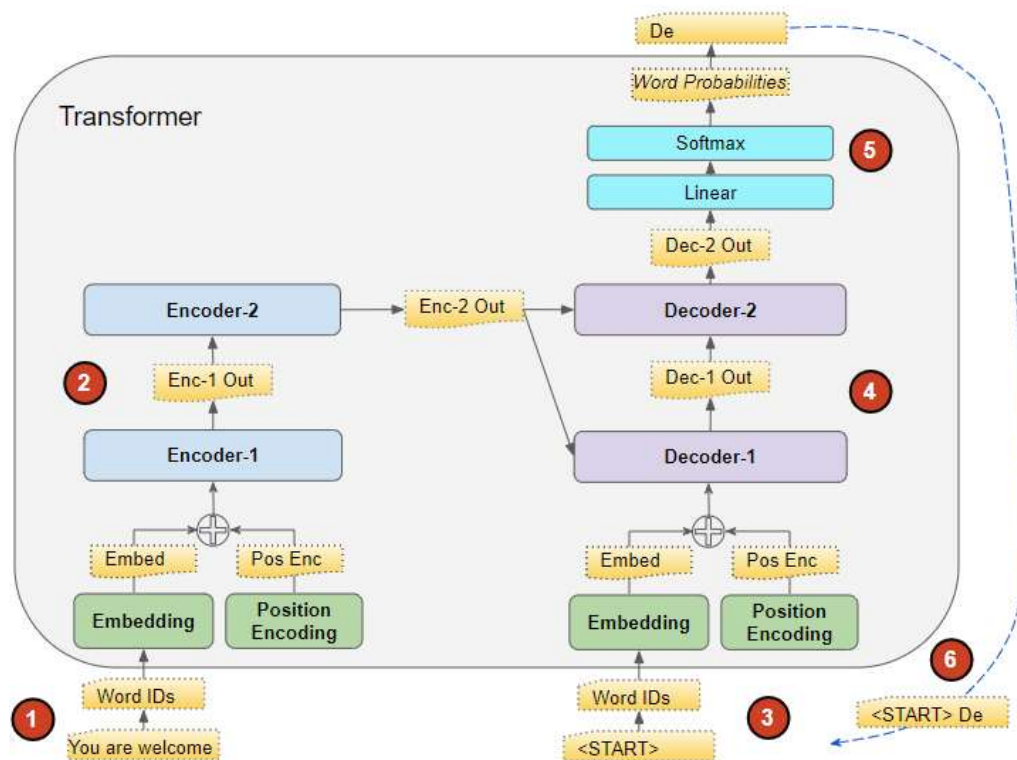 De
Word Probabilities
Transformer
Softmax
5
Linear
Dec-2 Out
Encoder-2
Enc-2 Out
Decoder-2
2
Enc-1 Out
Dec-1 Out
4
Encoder-1
Decoder-1
Embed
Pos Enc
Embed
Pos Enc
Embedding
Position
Encoding
Embedding
Position
Encoding
6
1
Word IDs
Word IDs
3
<START> De
You are welcome
<START>